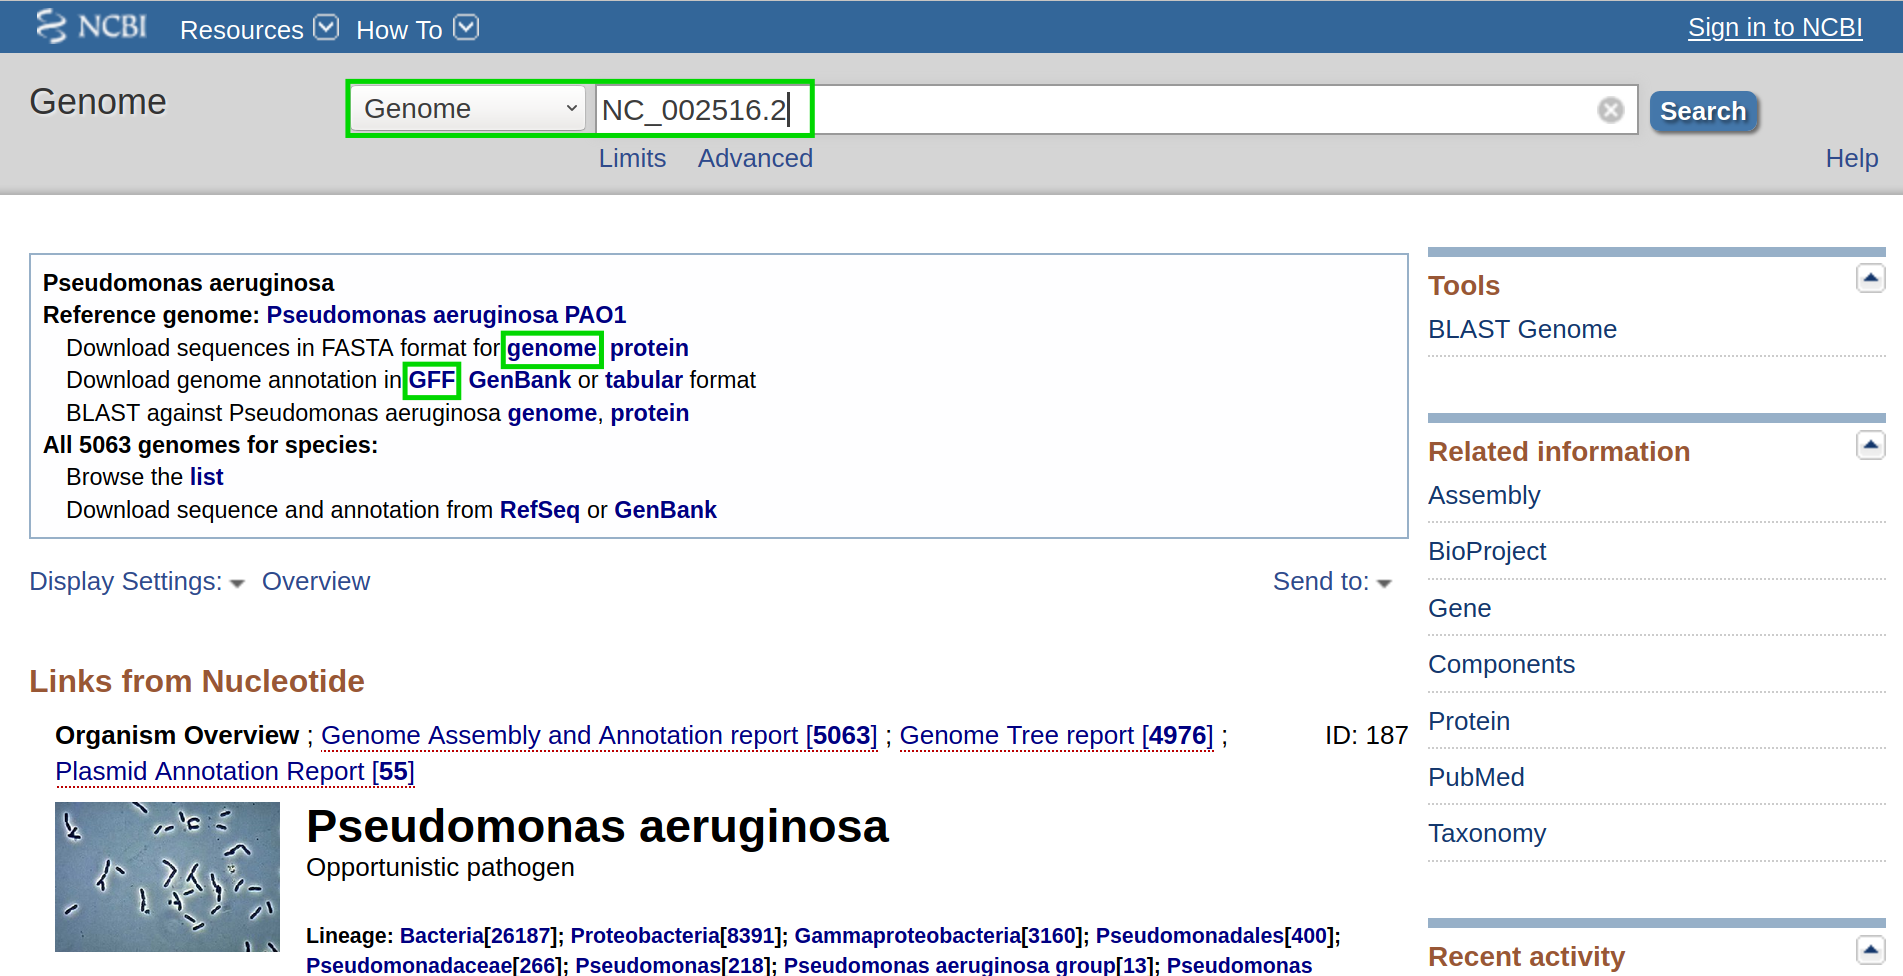 NCBI Resources How To Sign in to NCBI
Genome Genome NC_002516.2 Search
Limits Advanced Help
Pseudomonas aeruginosa
Reference genome: Pseudomonas aeruginosa PAO1
Download sequences in FASTA format for genome protein
Download genome annotation in GFF GenBank or tabular format
BLAST against Pseudomonas aeruginosa genome, protein
All 5063 genomes for species:
Browse the list
Download sequence and annotation from RefSeq or GenBank
Display Settings: Overview Send to:
Links from Nucleotide
Organism Overview ; Genome Assembly and Annotation report [5063] ; Genome Tree report [4976] ; ID: 187
Plasmid Annotation Report [55]
Pseudomonas aeruginosa
Opportunistic pathogen
Lineage: Bacteria[26187]; Proteobacteria[8391]; Gammaproteobacteria[3160]; Pseudomonadales[400];
Pseudomonadaceae[266]; Pseudomonas[218]; Pseudomonas aeruginosa group[13]; Pseudomonas
Tools
BLAST Genome
Related information
Assembly
BioProject
Gene
Components
Protein
PubMed
Taxonomy
Recent activity